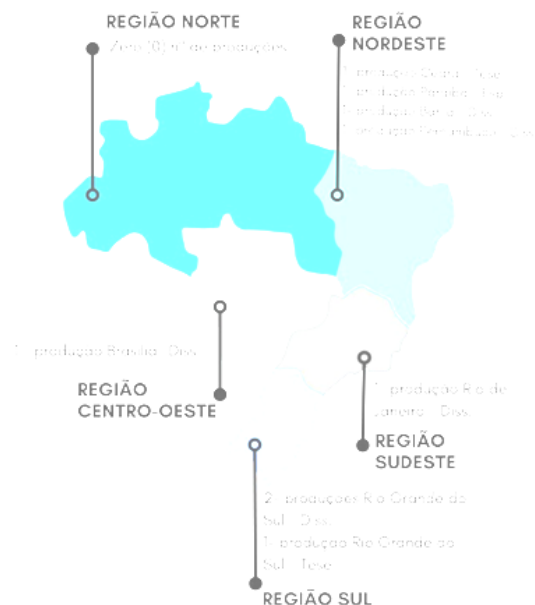 REGIÃO NORTE
Zero (0) nº de produções
REGIÃO
NORDESTE
1 produção Ceará - Tese
1 produção Paraíba -
1 produção Bahia - Diss.
1 produção Pernambuco - Diss.
1 produção Brasília - Diss.
REGIÃO
CENTRO-OESTE
1 produção Rio de
Janeiro - Diss.
REGIÃO
SUDESTE
2 produções Rio Grande do
Sul - Diss.
1 produção Rio Grande do
Sul - Tese
REGIÃO SUL